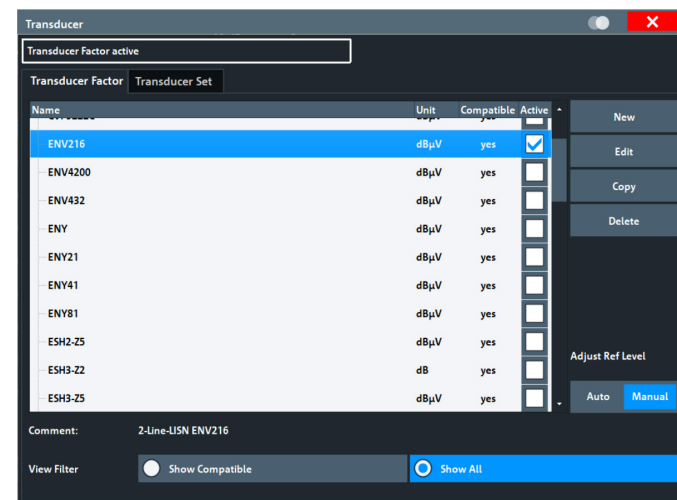 Transducer
Transducer Factor active
Transducer Factor Transducer Set
Name Unit Compatible Active
ENV216 dBµV yes
ENV4200 dBµV yes
ENV432 dBµV yes
ENY dBµV yes
ENY21 dBµV yes
ENY41 dBµV yes
ENY81 dBµV yes
ESH2-Z5 dBµV yes
ESH3-Z2 dB yes
ESH3-Z5 dBµV yes
New
Edit
Copy
Delete
Adjust Ref Level
Auto Manual
Comment: 2-Line-LISN ENV216
View Filter Show Compatible Show All